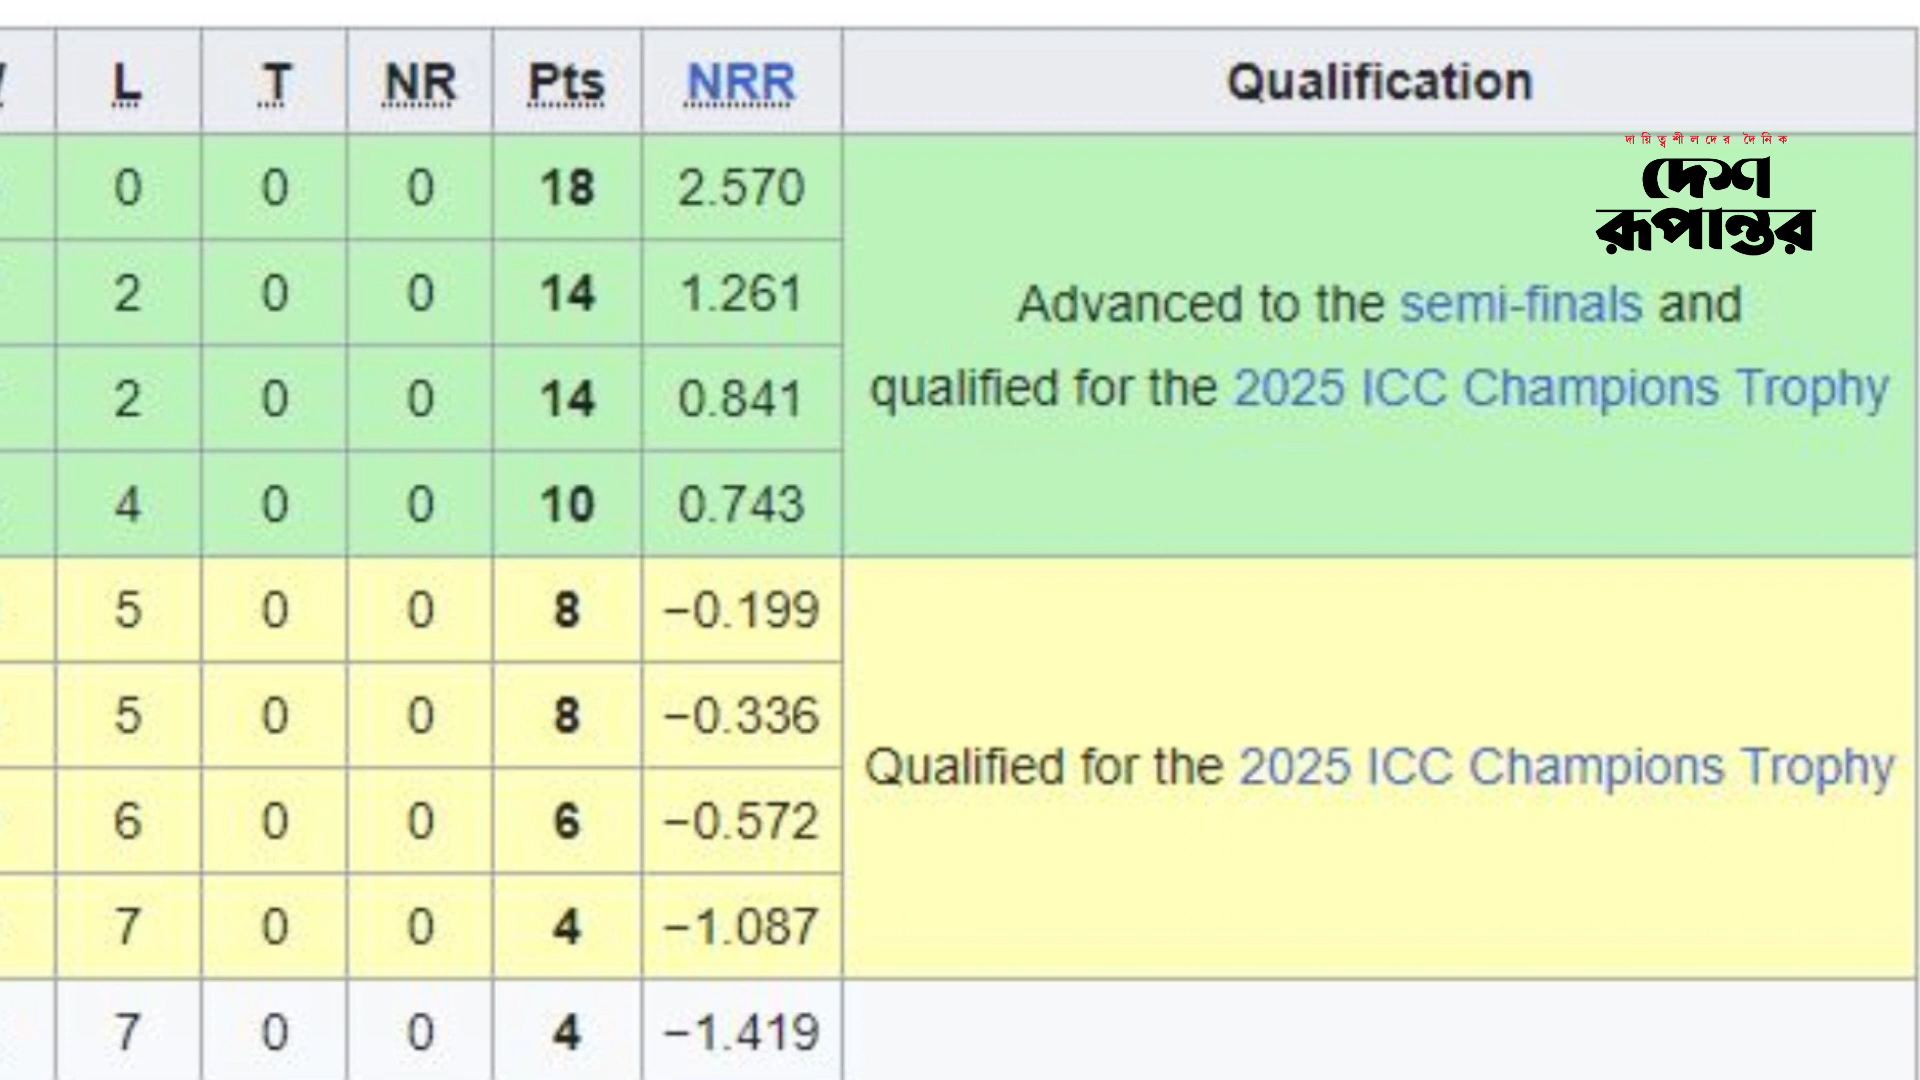 L T NR Pts NRR Qualification
দায়িত্বশীলদের দৈনিক
দেশ
রূপান্তর
0 0 0 18 2.570
2 0 0 14 1.261
Advanced to the semi-finals and
qualified for the 2025 ICC Champions Trophy
2 0 0 14 0.841
4 0 0 10 0.743
5 0 0 8 −0.199
5 0 0 8 −0.336
Qualified for the 2025 ICC Champions Trophy
6 0 0 6 −0.572
7 0 0 4 −1.087
7 0 0 4 −1.419